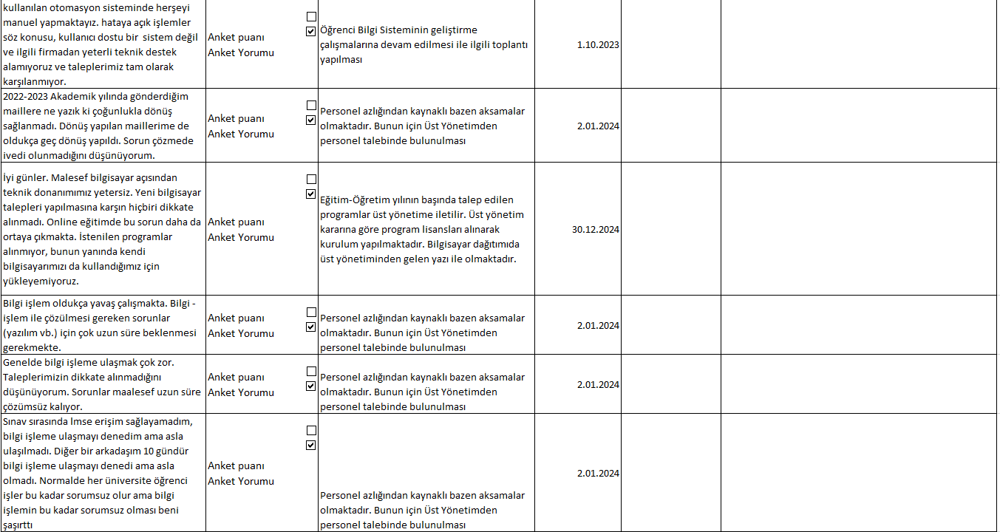 kullanılan otomasyon sisteminde herşeyi
manuel yapmaktayız. hataya açık işlemler
söz konusu, kullanıcı dostu bir sistem değil
ve ilgili firmadan yeterli teknik destek
alamıyoruz ve taleplerimiz tam olarak
karşılanmıyor.
Anket puanı
Anket Yorumu
Öğrenci Bilgi Sisteminin geliştirme
çalışmalarına devam edilmesi ile ilgili toplantı
yapılması
1.10.2023
2022-2023 Akademik yılında gönderdiğim
maillere ne yazık ki çoğunlukla dönüş
sağlanmadı. Dönüş yapılan maillerime de
oldukça geç dönüş yapıldı. Sorun çözmede
ivedi olunmadığını düşünüyorum.
Anket puanı
Anket Yorumu
Personel azlığından kaynaklı bazen aksamalar
olmaktadır. Bunun için Üst Yönetimden
personel talebinde bulunulması
2.01.2024
İyi günler. Malesef bilgisayar açısından
teknik donanımımız yetersiz. Yeni bilgisayar
talepleri yapılmasına karşın hiçbiri dikkate
alınmadı. Online eğitimde bu sorun daha da
ortaya çıkmakta. İstenilen programlar
alınmıyor, bunun yanında kendi
bilgisayarımızı da kullandığımız için
yükleyemiyoruz.
Anket puanı
Anket Yorumu
Eğitim-Öğretim yılının başında talep edilen
programlar üst yönetime iletilir. Üst yönetim
kararına göre program lisansları alınarak
kurulum yapılmaktadır. Bilgisayar dağıtımıda
üst yönetiminden gelen yazı ile olmaktadır.
30.12.2024
Bilgi işlem oldukça yavaş çalışmakta. Bilgi -
işlem ile çözülmesi gereken sorunlar
(yazılım vb.) için çok uzun süre beklenmesi
gerekmekte.
Anket puanı
Anket Yorumu
Personel azlığından kaynaklı bazen aksamalar
olmaktadır. Bunun için Üst Yönetimden
personel talebinde bulunulması
2.01.2024
Genelde bilgi işleme ulaşmak çok zor.
Taleplerimizin dikkate alınmadığını
düşünüyorum. Sorunlar maalesef uzun süre
çözümsüz kalıyor.
Anket puanı
Anket Yorumu
Personel azlığından kaynaklı bazen aksamalar
olmaktadır. Bunun için Üst Yönetimden
personel talebinde bulunulması
2.01.2024
Sınav sırasında lmse erişim sağlayamadım,
bilgi işleme ulaşmayı denedim ama asla
ulaşılmadı. Diğer bir arkadaşım 10 gündür
bilgi işleme ulaşmayı denedi ama asla
olmadı. Normalde her üniversite öğrenci
işler bu kadar sorumsuz olur ama bilgi
işlemin bu kadar sorumsuz olması beni
şaşırttı
Anket puanı
Anket Yorumu
Personel azlığından kaynaklı bazen aksamalar
olmaktadır. Bunun için Üst Yönetimden
personel talebinde bulunulması
2.01.2024